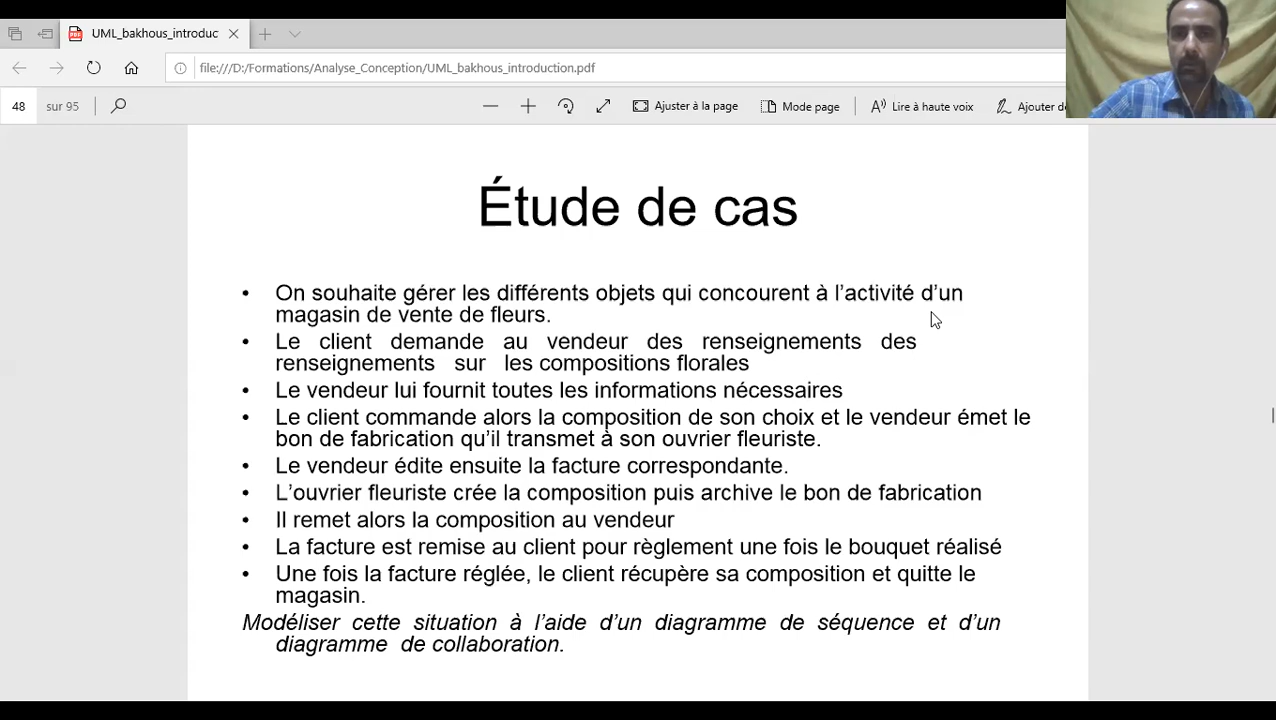 UML_bakhous_introduc
file:///D:/Formations/Analyse_Conception/UML_bakhous_introduction.pdf
48 sur 95 Ajuster à la page Mode page Lire à haute voix Ajouter de
Étude de cas
• On souhaite gérer les différents objets qui concourent à l’activité d’un
magasin de vente de fleurs.
• Le client demande au vendeur des renseignements des
renseignements sur les compositions florales
• Le vendeur lui fournit toutes les informations nécessaires
• Le client commande alors la composition de son choix et le vendeur émet le
bon de fabrication qu’il transmet à son ouvrier fleuriste.
• Le vendeur édite ensuite la facture correspondante.
• L’ouvrier fleuriste crée la composition puis archive le bon de fabrication
• Il remet alors la composition au vendeur
• La facture est remise au client pour règlement une fois le bouquet réalisé
• Une fois la facture réglée, le client récupère sa composition et quitte le
magasin.
Modéliser cette situation à l’aide d’un diagramme de séquence et d’un
diagramme de collaboration.